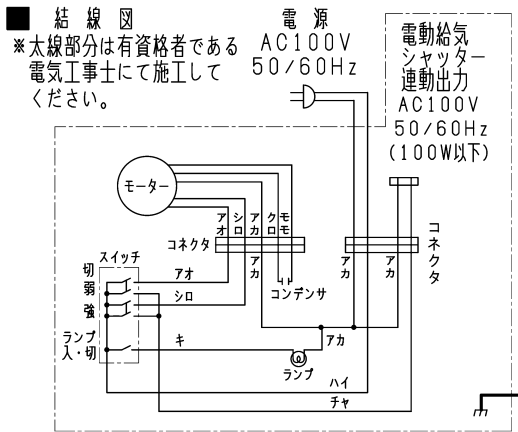 ■ 結線図
※太線部分は有資格者である
電気工事士にて施工して
ください。
電源
AC100V
50/60Hz
電動給気
シャッター
連動出力
AC100V
50/60Hz
(100W以下)
モーター
アオ
シロ
アカ
クロ
モモ
コネクタ
アカ
コンデンサ
アカ
アカ
コネクタ
スイッチ
切
弱
強
アオ
シロ
ランプ
入・切
キ
アカ
ランプ
ハイ
チャ